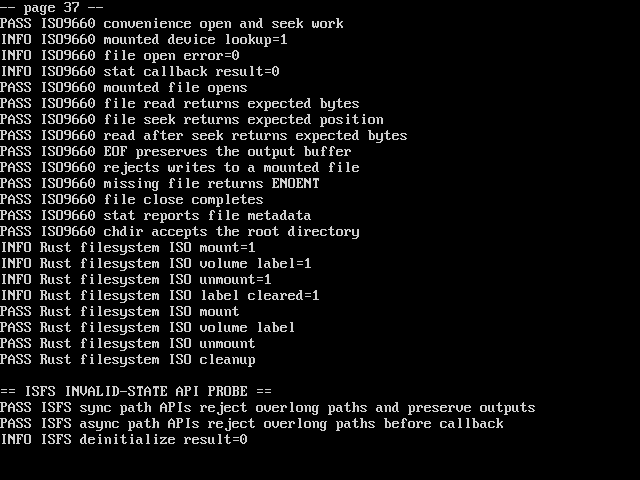 -- page 37 --
PASS ISO9660 convenience open and seek work
INFO ISO9660 mounted device lookup=1
INFO ISO9660 file open error=0
INFO ISO9660 stat callback result=0
PASS ISO9660 mounted file opens
PASS ISO9660 file read returns expected bytes
PASS ISO9660 file seek returns expected position
PASS ISO9660 read after seek returns expected bytes
PASS ISO9660 EOF preserves the output buffer
PASS ISO9660 rejects writes to a mounted file
PASS ISO9660 missing file returns ENOENT
PASS ISO9660 file close completes
PASS ISO9660 stat reports file metadata
PASS ISO9660 chdir accepts the root directory
INFO Rust filesystem ISO mount=1
INFO Rust filesystem ISO volume label=1
INFO Rust filesystem ISO unmount=1
INFO Rust filesystem ISO label cleared=1
PASS Rust filesystem ISO mount
PASS Rust filesystem ISO volume label
PASS Rust filesystem ISO unmount
PASS Rust filesystem ISO cleanup
== ISFS INVALID-STATE API PROBE ==
PASS ISFS sync path APIs reject overlong paths and preserve outputs
PASS ISFS async path APIs reject overlong paths before callback
INFO ISFS deinitialize result=0